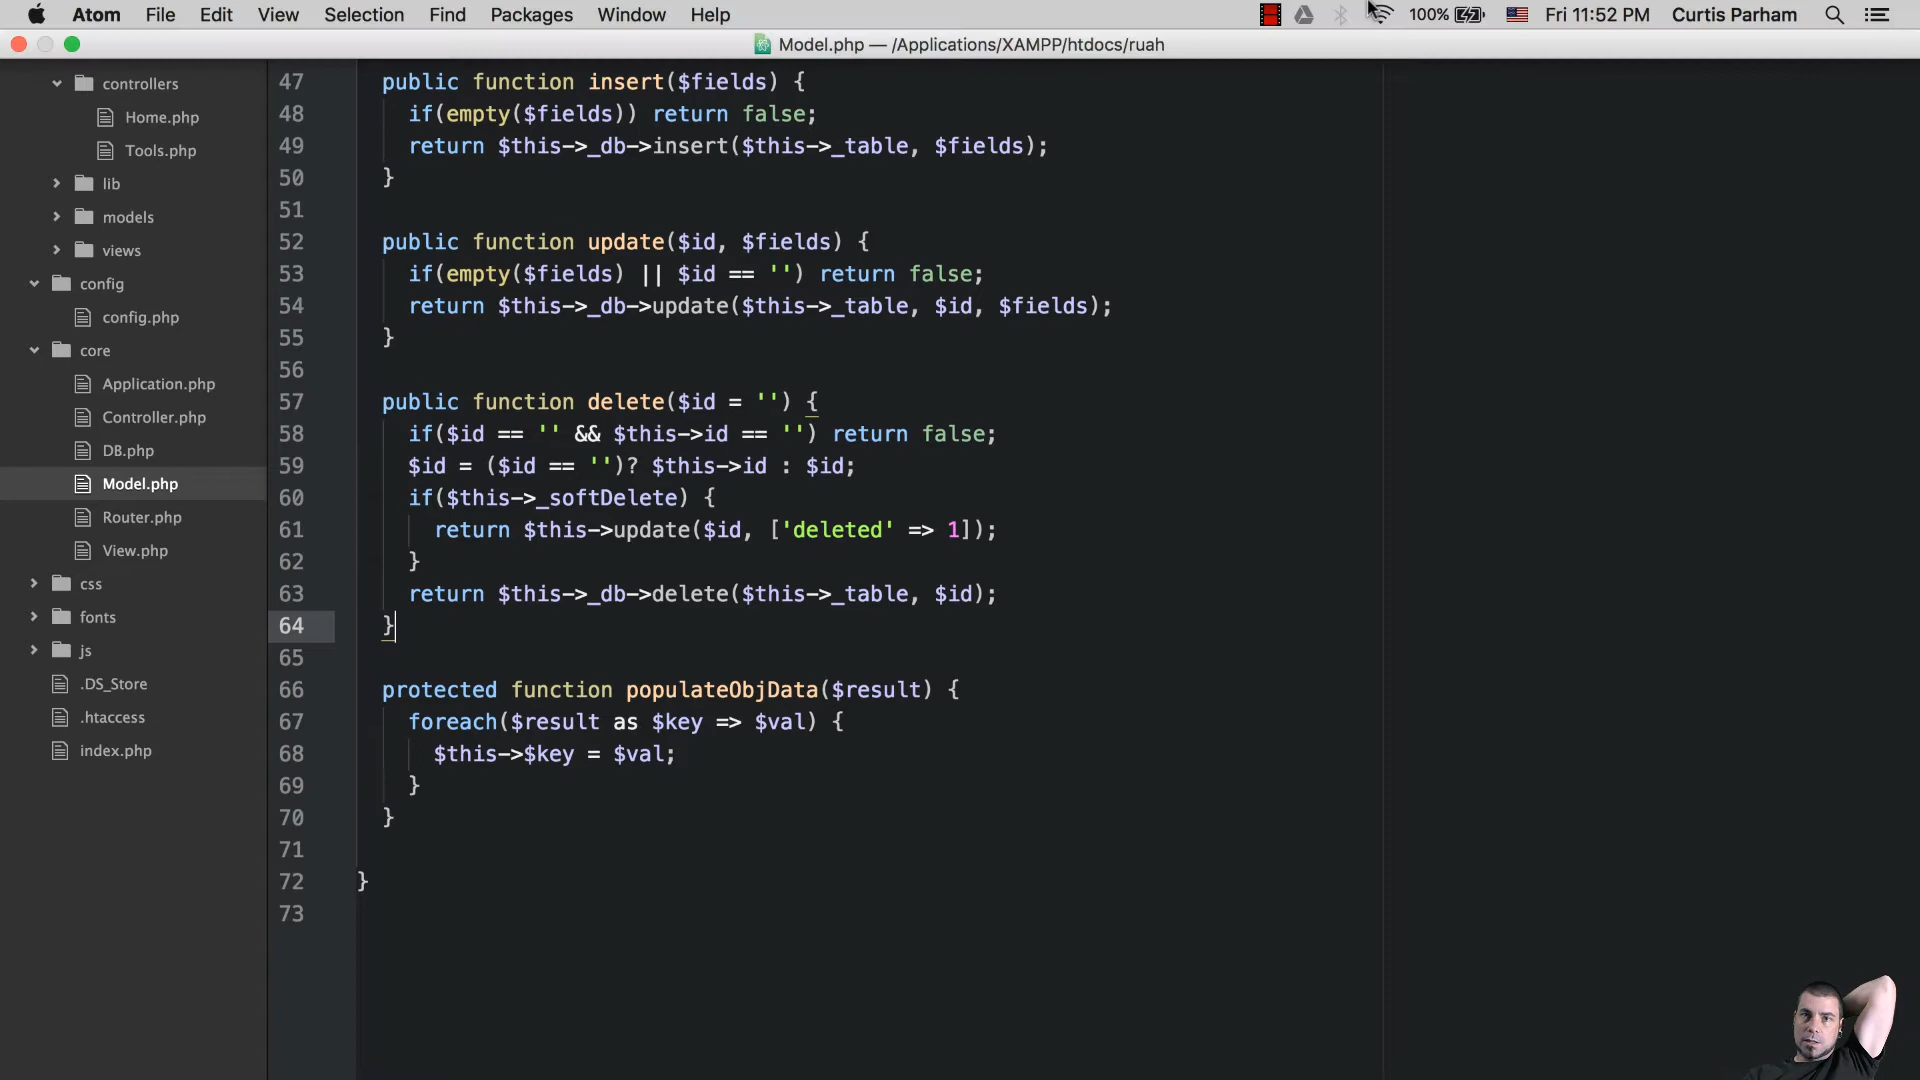 Atom File Edit View Selection Find Packages Window Help 100% Fri 11:52 PM Curtis Parham
Model.php — /Applications/XAMPP/htdocs/ruah
controllers
Home.php
Tools.php
lib
models
views
config
config.php
core
Application.php
Controller.php
DB.php
Model.php
Router.php
View.php
css
fonts
js
.DS_Store
.htaccess
index.php
47 public function insert($fields) {
48 if(empty($fields)) return false;
49 return $this->_db->insert($this->_table, $fields);
50 }
51
52 public function update($id, $fields) {
53 if(empty($fields) || $id == '') return false;
54 return $this->_db->update($this->_table, $id, $fields);
55 }
56
57 public function delete($id = '') {
58 if($id == '' && $this->id == '') return false;
59 $id = ($id == '')? $this->id : $id;
60 if($this->_softDelete) {
61 return $this->update($id, ['deleted' => 1]);
62 }
63 return $this->_db->delete($this->_table, $id);
64 }
65
66 protected function populateObjData($result) {
67 foreach($result as $key => $val) {
68 $this->$key = $val;
69 }
70 }
71
72 }
73